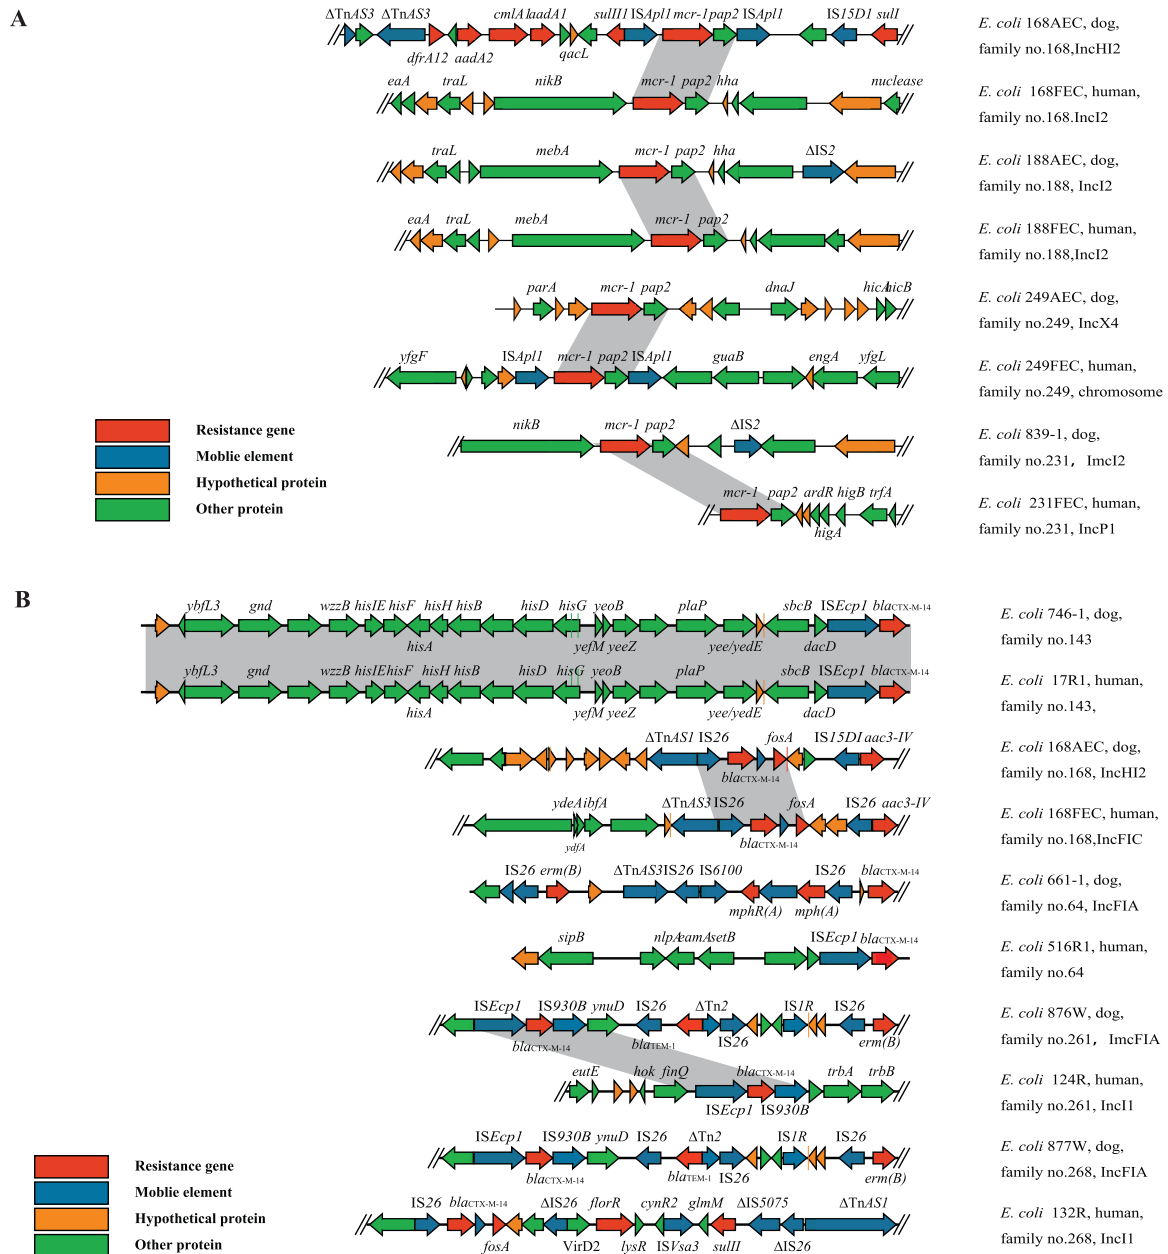 A
ΔTnAS3 ΔTnAS3 cmlA1 aadA1 sulIII ISApl1 mcr-1 pap2 ISApl1 IS15D1 sulI
dfrA12 aadA2 qacL
E. coli 168AEC, dog,
family no.168,IncHI2
eaA traL nikB mcr-1 pap2 hha nuclease
E. coli 168FEC, human,
family no.168.IncI2
traL mebA mcr-1 pap2 hha ΔIS2
E. coli 188AEC, dog,
family no.188, IncI2
eaA traL mebA mcr-1 pap2
E. coli 188FEC, human,
family no.188,IncI2
parA mcr-1 pap2 dnaJ hicA hicB
E. coli 249AEC, dog,
family no.249, IncX4
yfgF ISApl1 mcr-1 pap2 ISApl1 guaB engA yfgL
E. coli 249FEC, human,
family no.249, chromosome
nikB mcr-1 pap2 ΔIS2
E. coli 839-1, dog,
family no.231, ImcI2
mcr-1 pap2 ardR higB trfA
higA
E. coli 231FEC, human,
family no.231, IncP1
Resistance gene
Moblie element
Hypothetical protein
Other protein
B
ybfL3 gnd wzzB hisIE hisF hisH hisB hisD hisG yeoB plaP sbcB ISEcp1 blaCTX-M-14
hisA yefM yeeZ yee/yedE dacD
E. coli 746-1, dog,
family no.143
ybfL3 gnd wzzB hisIE hisF hisH hisB hisD hisG yeoB plaP sbcB ISEcp1 blaCTX-M-14
hisA yefM yeeZ yee/yedE dacD
E. coli 17R1, human,
family no.143,
ΔTnAS1 IS26 fosA IS15DI aac3-IV
blaCTX-M-14
E. coli 168AEC, dog,
family no.168, IncHI2
ydeA ibfA ΔTnAS3 IS26 fosA IS26 aac3-IV
ydfA blaCTX-M-14
E. coli 168FEC, human,
family no.168,IncFIC
IS26 erm(B) ΔTnAS3 IS26 IS6100 IS26 blaCTX-M-14
mphR(A) mph(A)
E. coli 661-1, dog,
family no.64, IncFIA
sipB nlpA eamA setB ISEcp1 blaCTX-M-14
E. coli 516R1, human,
family no.64
ISEcp1 IS930B ynuD IS26 ΔTn2 IS1R IS26
blaCTX-M-14 blaTEM-1 IS26 erm(B)
E. coli 876W, dog,
family no.261, ImcFIA
eutE hok finQ blaCTX-M-14 trbA trbB
ISEcp1 IS930B
E. coli 124R, human,
family no.261, IncI1
ISEcp1 IS930B ynuD IS26 ΔTn2 IS1R IS26
blaCTX-M-14 blaTEM-1 IS26 erm(B)
E. coli 877W, dog,
family no.268, IncFIA
IS26 blaCTX-M-14 ΔIS26 florR cynR2 glmM ΔIS5075 ΔTnAS1
fosA VirD2 lysR ISVsa3 sulII ΔIS26
E. coli 132R, human,
family no.268, IncI1
Resistance gene
Moblie element
Hypothetical protein
Other protein